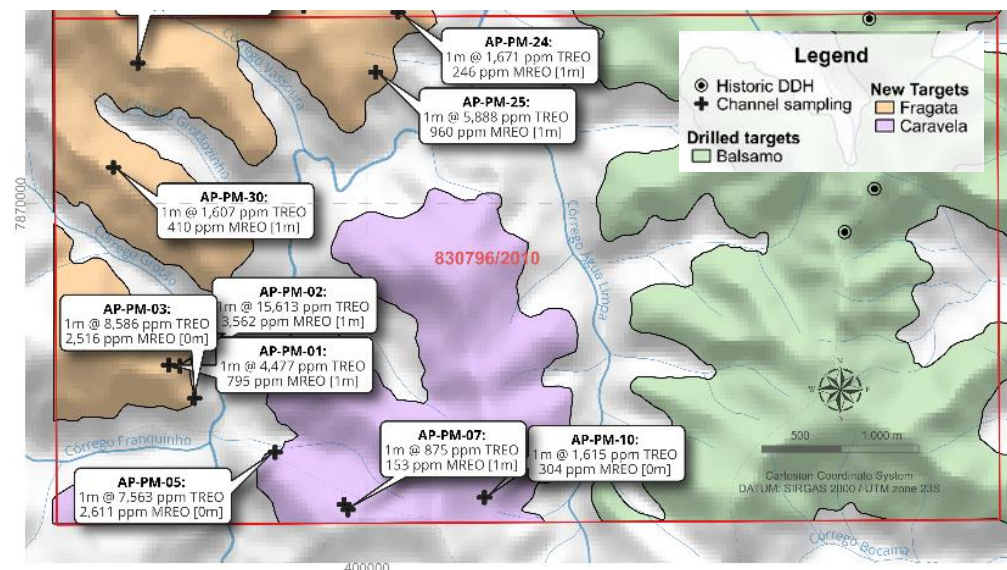 AP-PM-24:
1m @ 1,671 ppm TREO
246 ppm MREO [1m]
AP-PM-25:
1m @ 5,888 ppm TREO
960 ppm MREO [1m]
Legend
Historic DDH
Channel sampling
Drilled targets
Balsamo
New Targets
Fragata
Caravela
Córrego Vassoura
Córrego Grotãozinho
AP-PM-30:
1m @ 1,607 ppm TREO
410 ppm MREO [1m]
7870000
830796/2010
Córrego Água Limpa
Córrego Grotão
AP-PM-02:
1m @ 15,613 ppm TREO
3,562 ppm MREO [1m]
AP-PM-03:
1m @ 8,586 ppm TREO
2,516 ppm MREO [0m]
AP-PM-01:
1m @ 4,477 ppm TREO
795 ppm MREO [1m]
N
W
E
S
500
1,000 m
Córrego Franquinho
AP-PM-07:
1m @ 875 ppm TREO
153 ppm MREO [1m]
AP-PM-10:
1m @ 1,615 ppm TREO
304 ppm MREO [0m]
AP-PM-05:
1m @ 7,563 ppm TREO
2,611 ppm MREO [0m]
Cartesian Coordinate System
DATUM: SIRGAS 2000 / UTM zone 23S
Córrego Bocaina
400000